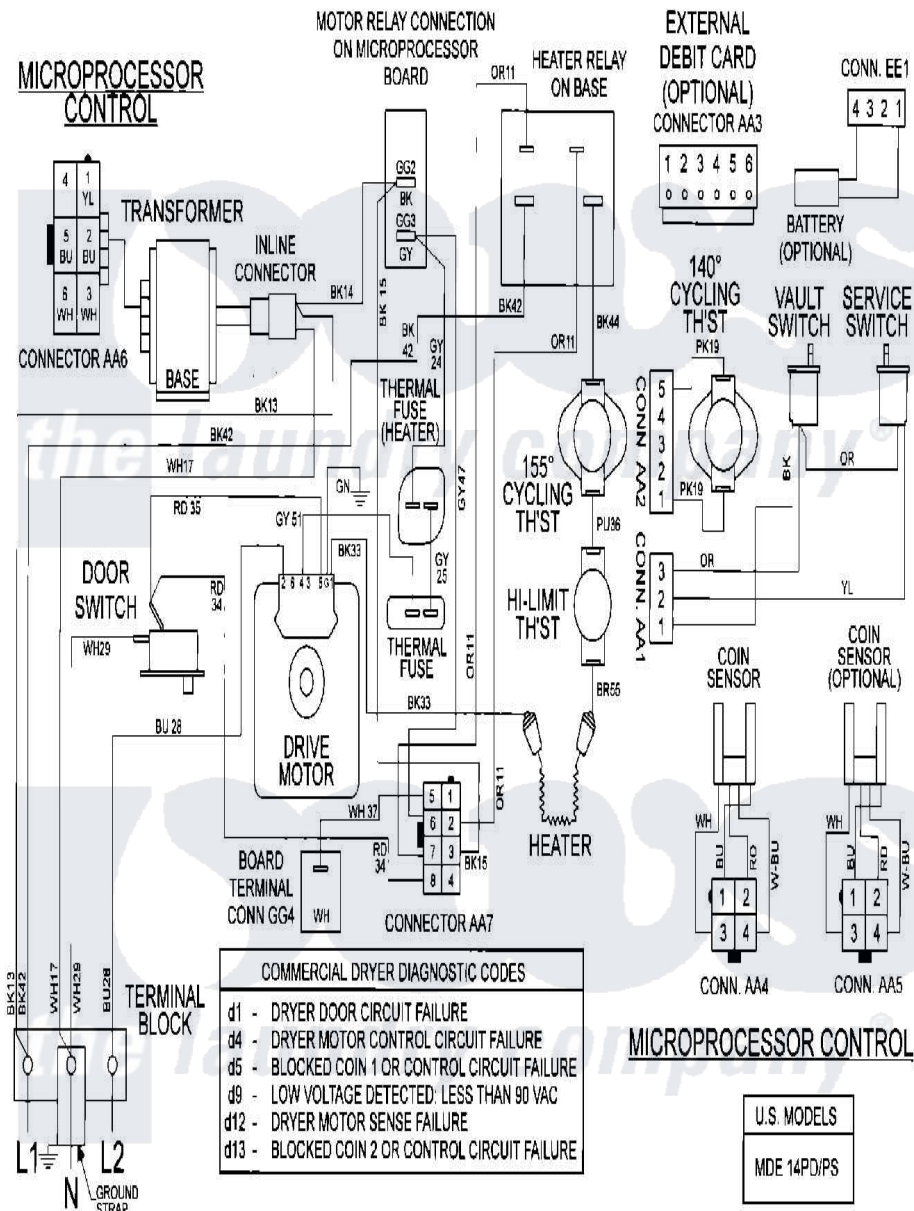 MICROPROCESSOR
CONTROL
MOTOR RELAY CONNECTION
ON MICROPROCESSOR
BOARD
HEATER RELAY
ON BASE
EXTERNAL
DEBIT CARD
(OPTIONAL)
CONNECTOR AA3
1 2 3 4 5 6
CONN. EE1
4 3 2 1
BATTERY
(OPTIONAL)
OR11
4 1
YL
5 2
BU BU
6 3
WH WH
CONNECTOR AA6
TRANSFORMER
BASE
INLINE
CONNECTOR
GG2
BK
GG3
GY
BK14
BK 15
BK
42
GY
24
BK42
OR11
BK44
BK13
BK42
WH17
THERMAL
FUSE
(HEATER)
GY47
155°
CYCLING
TH'ST
140°
CYCLING
TH'ST
PK19
5
4
3
2
1
CONN AA2
PK19
VAULT
SWITCH
SERVICE
SWITCH
BK
OR
GN
RD 35
GY 51
BK33
GY
25
PU36
DOOR
SWITCH
RD
34
WH29
2 6 4 3 5 G 1
DRIVE
MOTOR
THERMAL
FUSE
OR11
HI-LIMIT
TH'ST
3
2
1
CONN. AA1
OR
YL
BR55
BK33
BU 28
HEATER
COIN
SENSOR
COIN
SENSOR
(OPTIONAL)
WH
BU
RD
W-BU
WH
BU
RD
W-BU
1 2
3 4
CONN. AA4
1 2
3 4
CONN. AA5
WH 37
RD
34
BOARD
TERMINAL
CONN GG4
WH
5 1
6 2
7 3
8 4
BK15
OR11
CONNECTOR AA7
BK13
BK42
WH17
WH29
BU28
TERMINAL
BLOCK
L1
N
L2
GROUND
STRAP
COMMERCIAL DRYER DIAGNOSTIC CODES
d1 - DRYER DOOR CIRCUIT FAILURE
d4 - DRYER MOTOR CONTROL CIRCUIT FAILURE
d5 - BLOCKED COIN 1 OR CONTROL CIRCUIT FAILURE
d9 - LOW VOLTAGE DETECTED: LESS THAN 90 VAC
d12 - DRYER MOTOR SENSE FAILURE
d13 - BLOCKED COIN 2 OR CONTROL CIRCUIT FAILURE
MICROPROCESSOR CONTROL
U.S. MODELS
MDE 14PD/PS
the laundry company®
the laundry company®